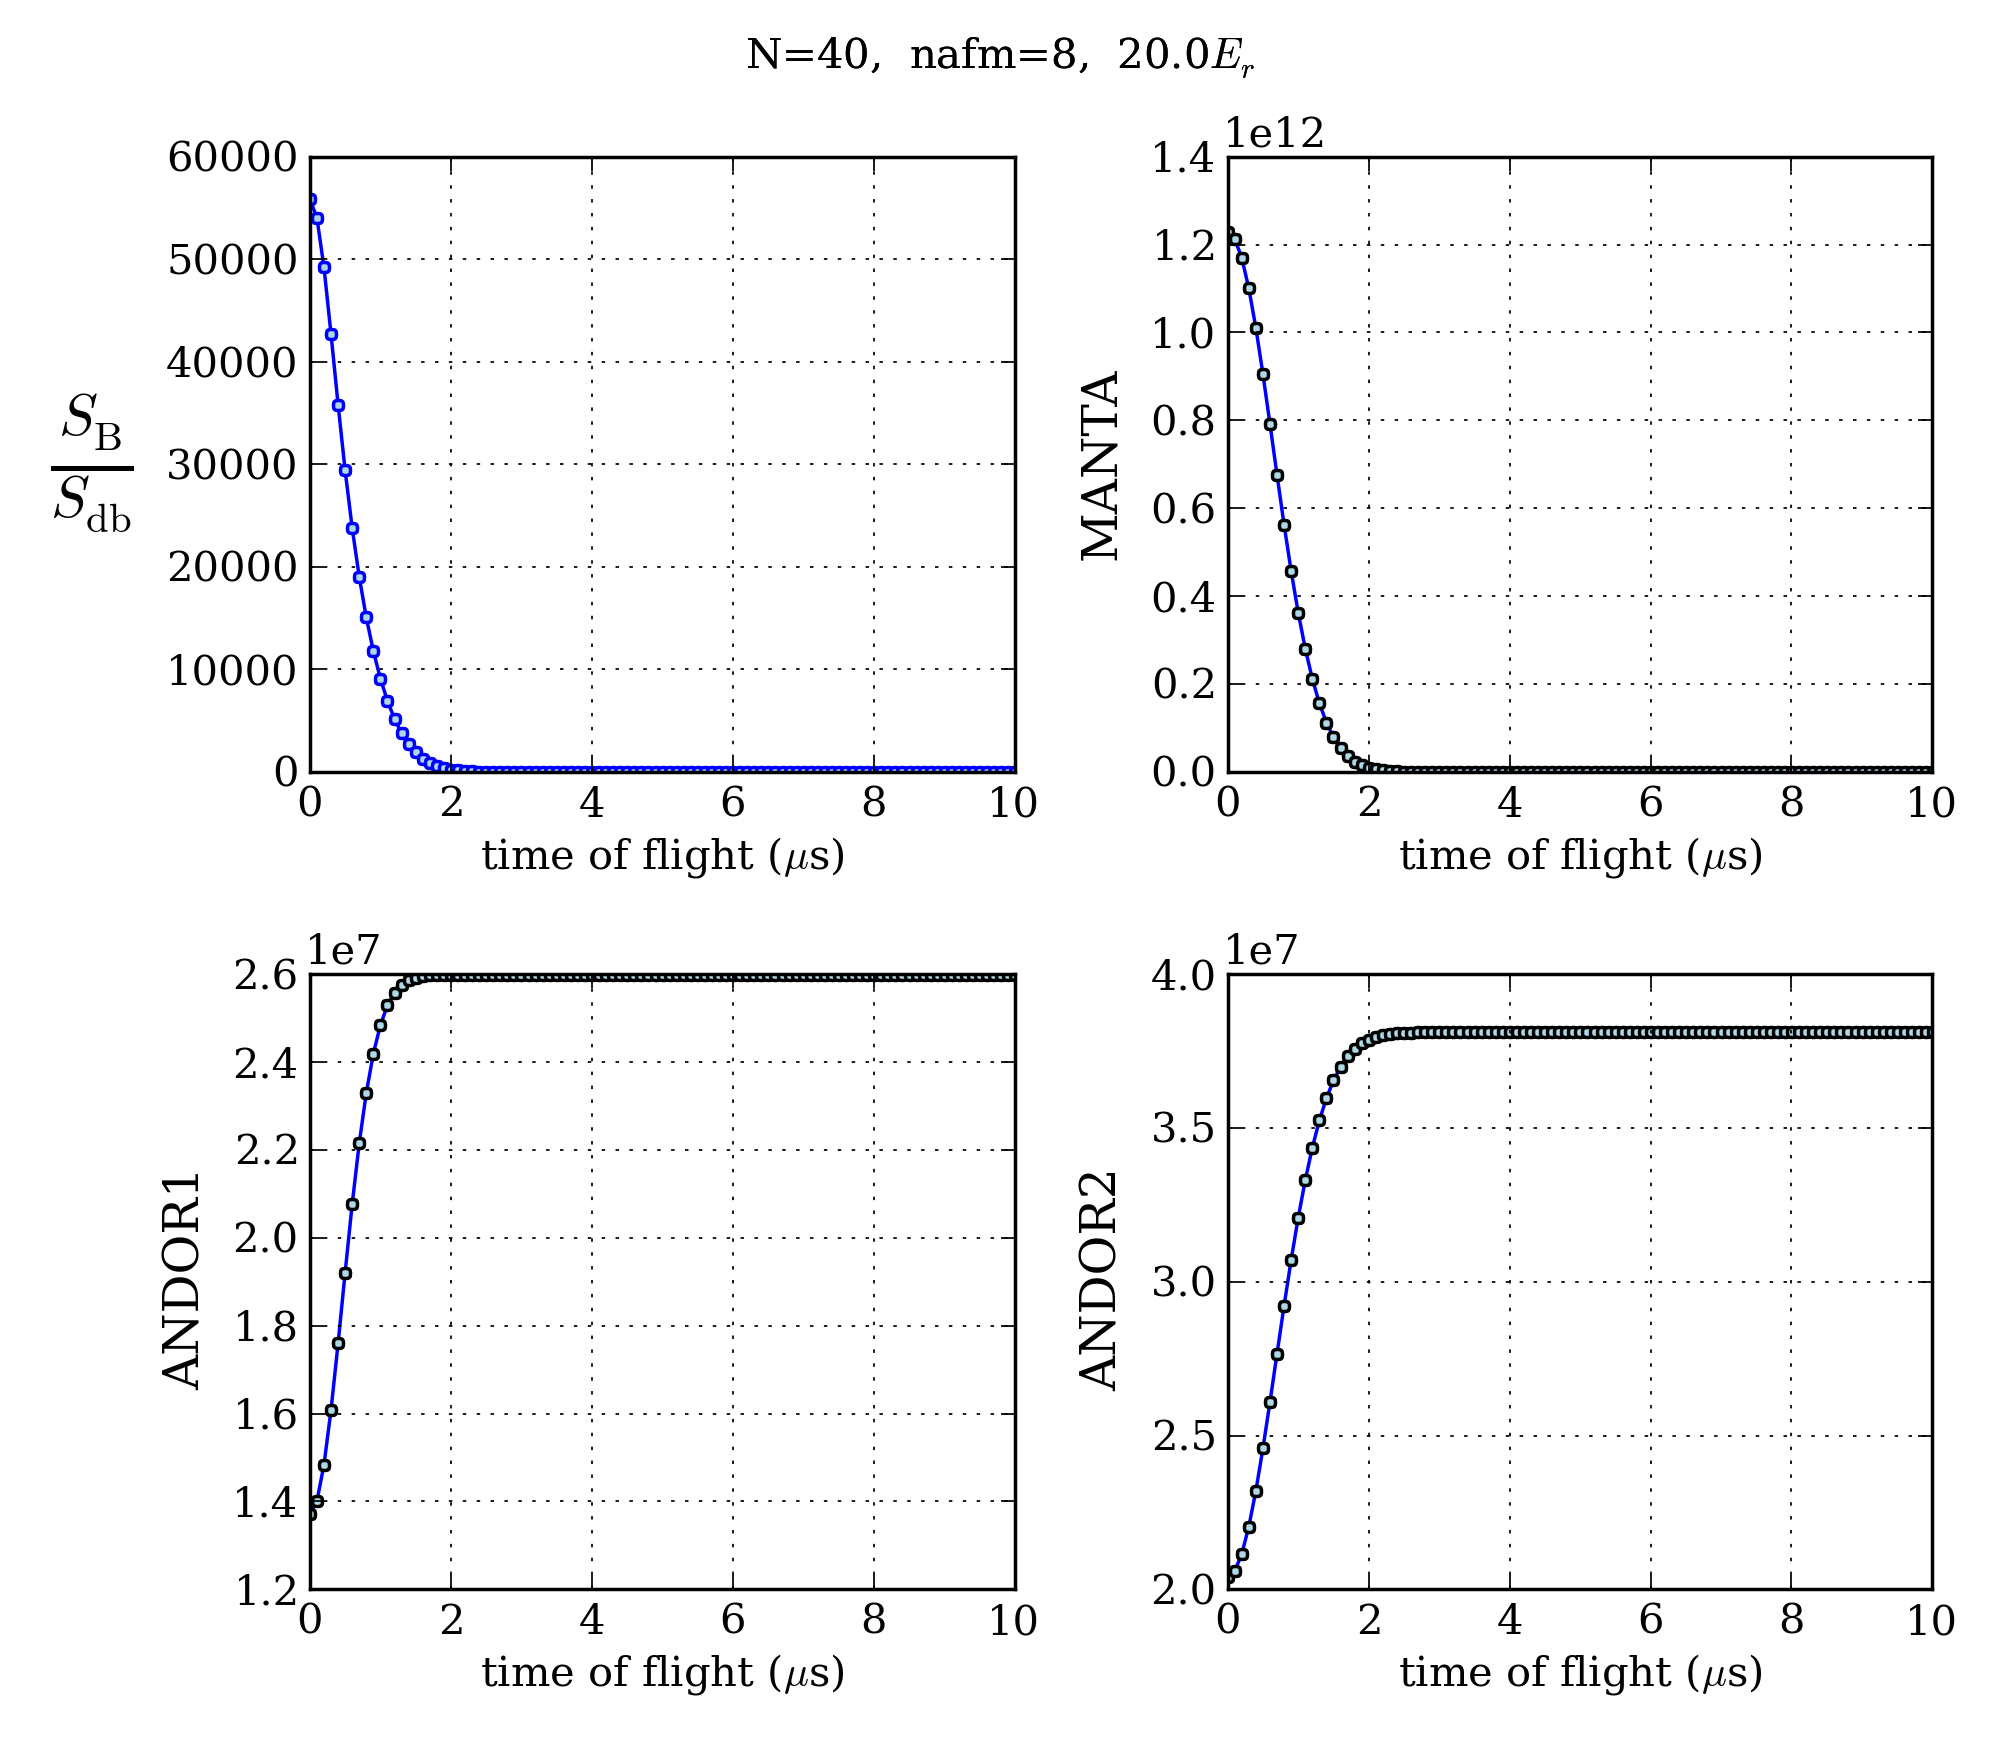 N=40, nafm=8, 20.0E_r
60000
50000
40000
30000
20000
10000
0
S_B
S_db
0 2 4 6 8 10
time of flight (μs)
1e12
1.4
1.2
1.0
0.8
0.6
0.4
0.2
0.0
MANTA
0 2 4 6 8 10
time of flight (μs)
1e7
2.6
2.4
2.2
2.0
1.8
1.6
1.4
1.2
ANDOR1
0 2 4 6 8 10
time of flight (μs)
1e7
4.0
3.5
3.0
2.5
2.0
ANDOR2
0 2 4 6 8 10
time of flight (μs)